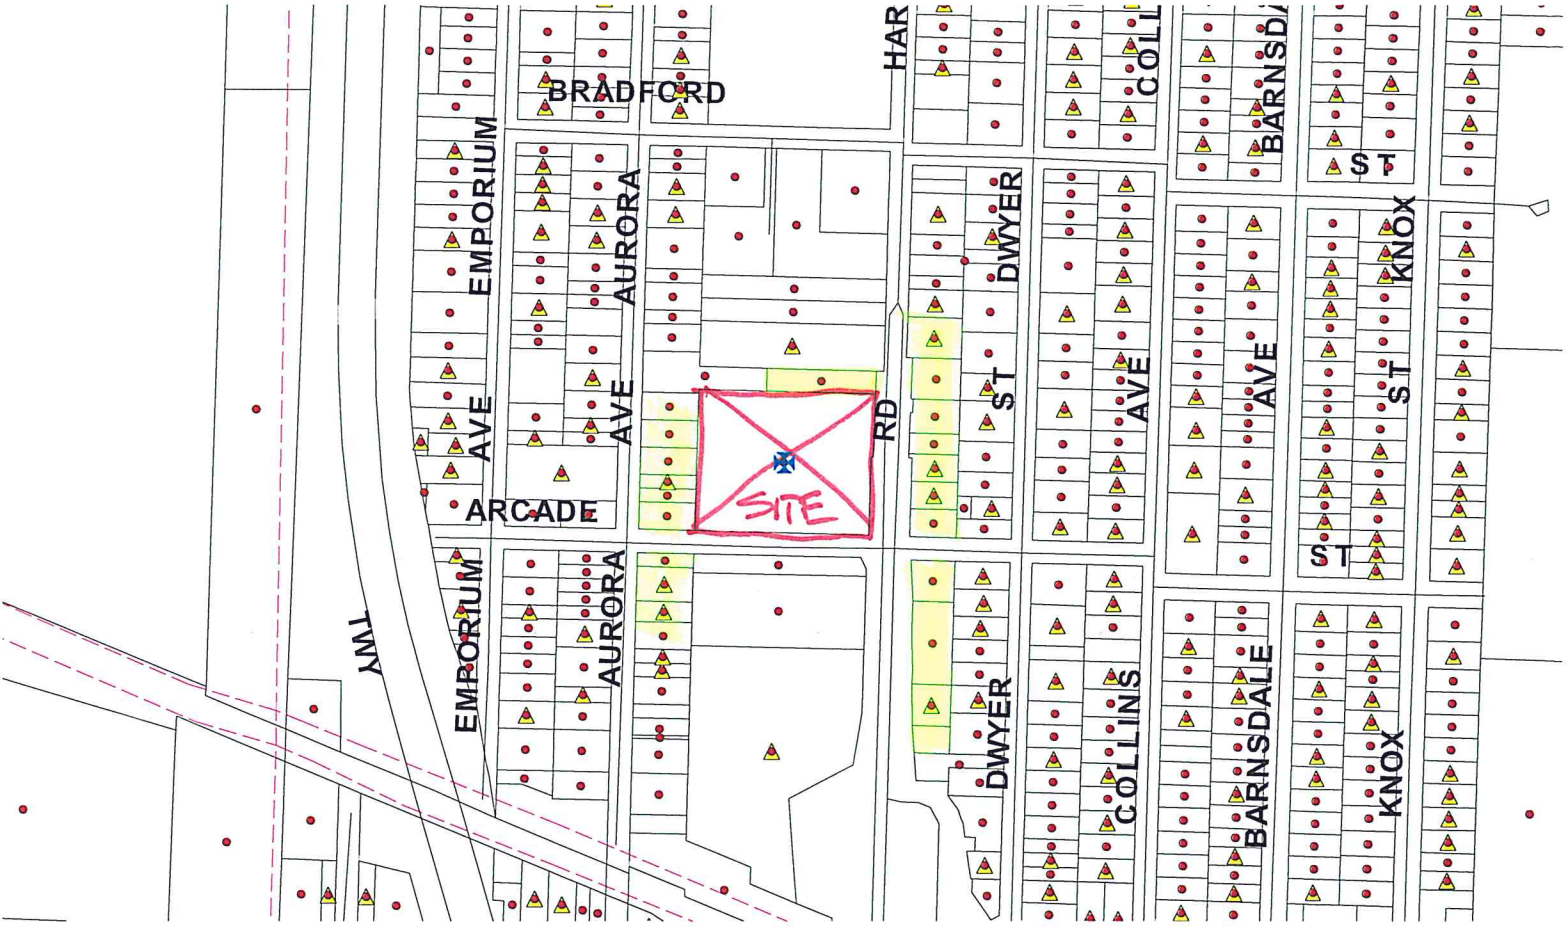 HAR
COLL
BARNSDA
BRADFORD
ST
EMPORIUM
AURORA
DWYER
KNOX
AVE
AVE
RD
ST
AVE
AVE
ST
ARCADE
SITE
ST
TWY
EMPORIUM
AURORA
DWYER
COLLINS
BARNSDALE
KNOX